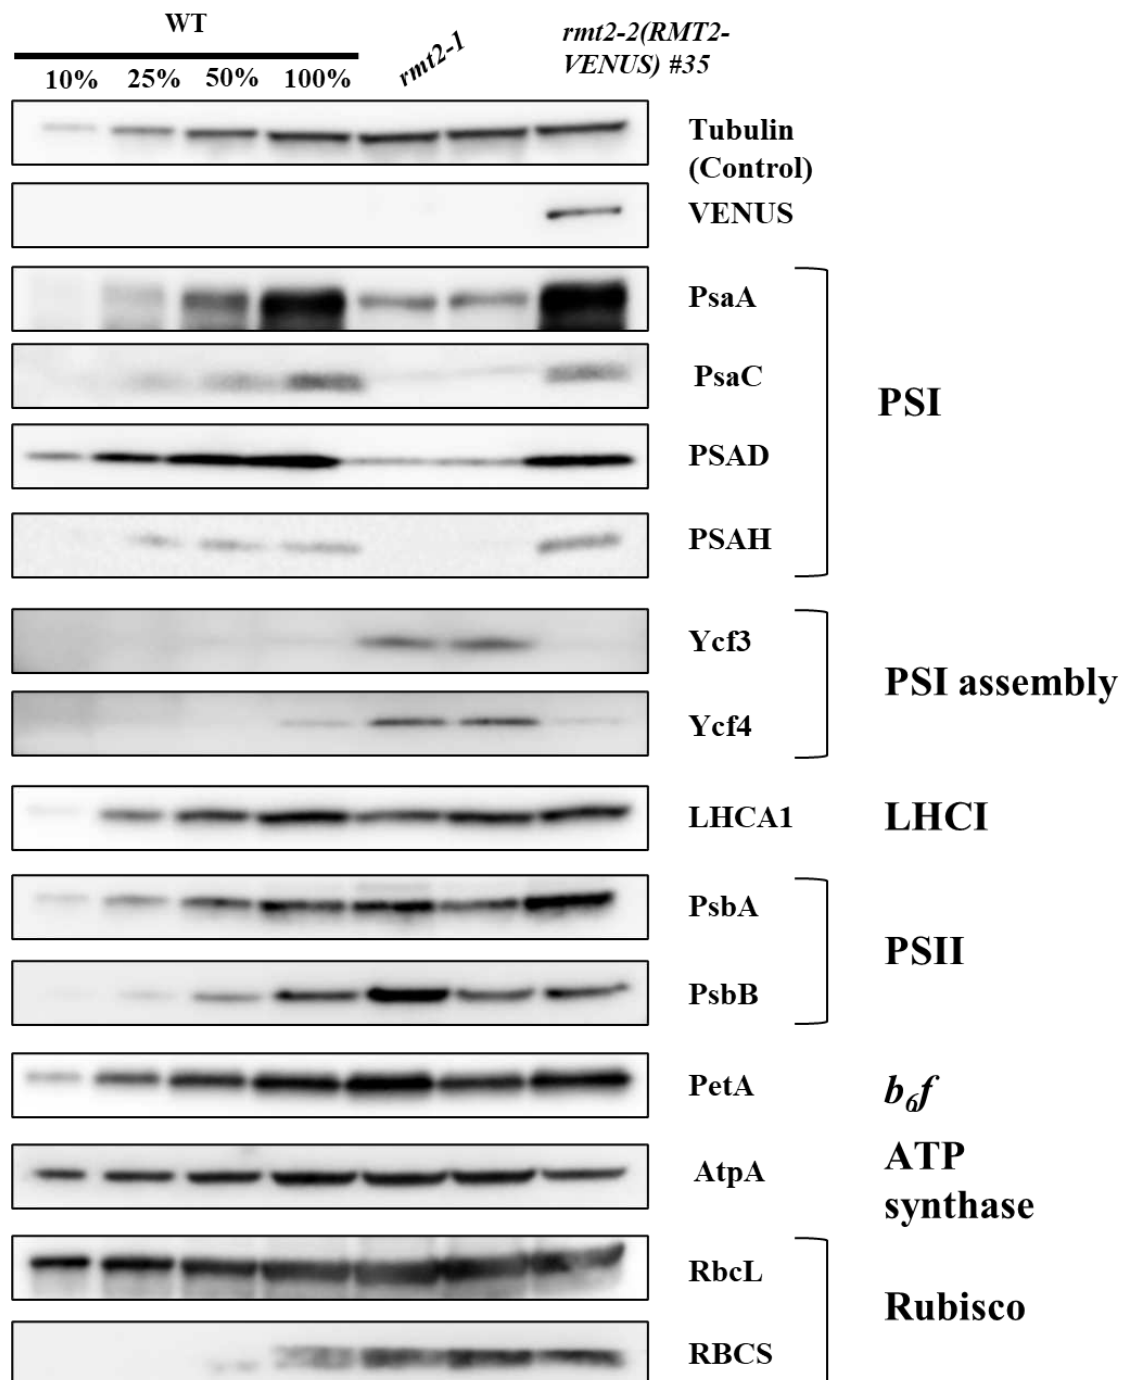 WT
rmt2-1
rmt2-2(RMT2-
VENUS) #35
10% 25% 50% 100%
Tubulin
(Control)
VENUS
PsaA
PsaC
PSAD
PSAH
PSI
Ycf3
Ycf4
PSI assembly
LHCA1
LHCI
PsbA
PsbB
PSII
PetA
b6f
AtpA
ATP
synthase
RbcL
RBCS
Rubisco